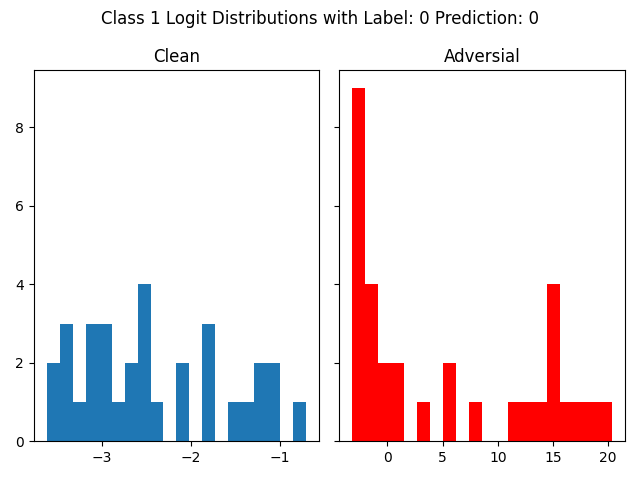 Class 1 Logit Distributions with Label: 0 Prediction: 0
Clean
Adversial
8
6
4
2
0
−3 −2 −1
0 5 10 15 20